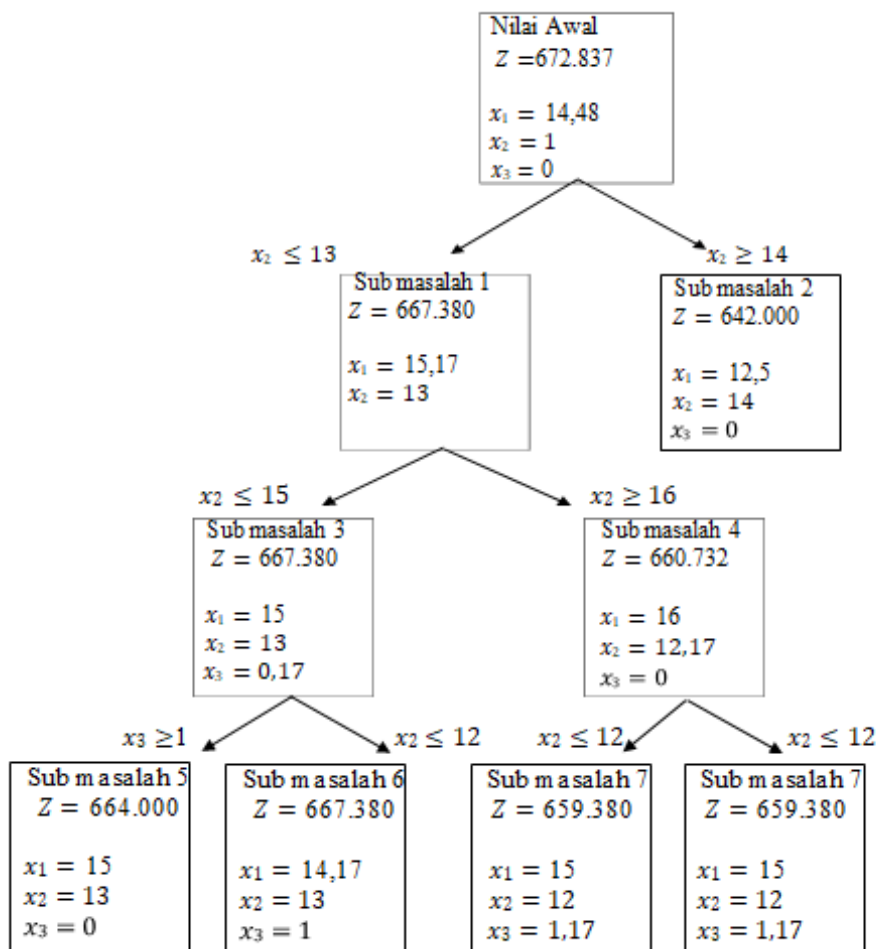 Nilai Awal
Z =672.837
x₁ = 14,48
x₂ = 1
x₃ = 0
x₂ ≤ 13
x₂ ≥ 14
Sub masalah 1
Z = 667.380
x₁ = 15,17
x₂ = 13
Sub masalah 2
Z = 642.000
x₁ = 12,5
x₂ = 14
x₃ = 0
x₂ ≤ 15
x₂ ≥ 16
Sub masalah 3
Z = 667.380
x₁ = 15
x₂ = 13
x₃ = 0,17
Sub masalah 4
Z = 660.732
x₁ = 16
x₂ = 12,17
x₃ = 0
x₃ ≥1
x₂ ≤ 12
x₂ ≤ 12
x₂ ≤ 12
Sub masalah 5
Z = 664.000
x₁ = 15
x₂ = 13
x₃ = 0
Sub masalah 6
Z = 667.380
x₁ = 14,17
x₂ = 13
x₃ = 1
Sub masalah 7
Z = 659.380
x₁ = 15
x₂ = 12
x₃ = 1,17
Sub masalah 7
Z = 659.380
x₁ = 15
x₂ = 12
x₃ = 1,17